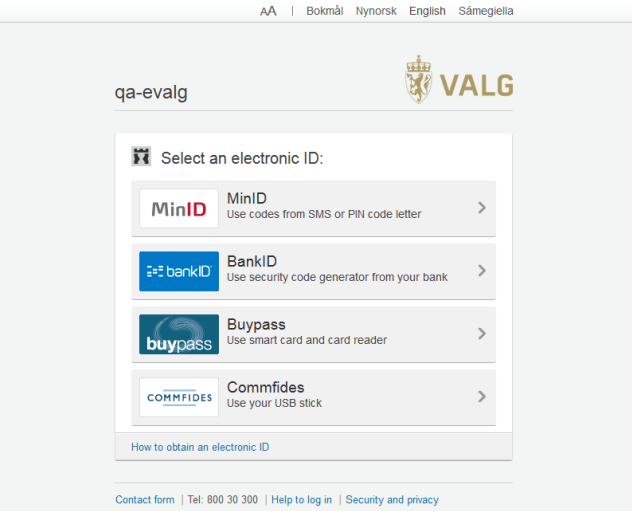 AA | Bokmål Nynorsk English Sámegiella
qa-evalg
VALG
Select an electronic ID:
MinID
MinID
Use codes from SMS or PIN code letter
bankID
BankID
Use security code generator from your bank
buypass
Buypass
Use smart card and card reader
COMMFIDES
Commfides
Use your USB stick
How to obtain an electronic ID
Contact form | Tel: 800 30 300 | Help to log in | Security and privacy